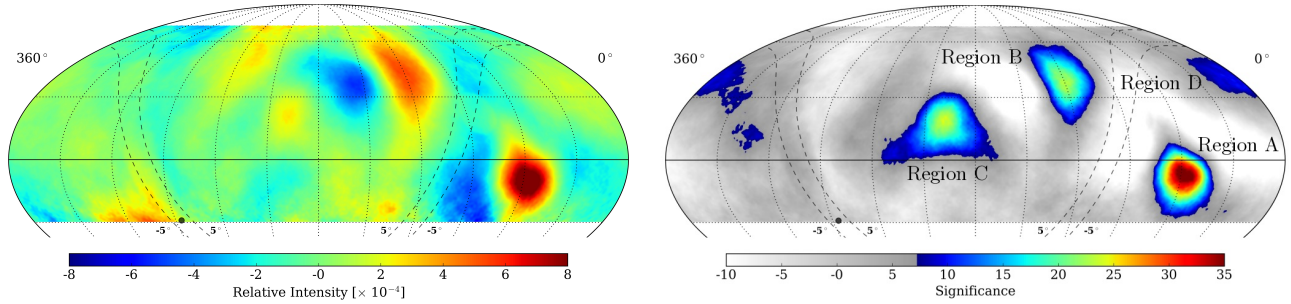 360° 0°
-5° 5° 5° -5°
-8 -6 -4 -2 -0 2 4 6 8
Relative Intensity [× 10⁻⁴]
360° 0°
Region B
Region D
Region A
Region C
-5° 5° 5° -5°
-10 -5 -0 5 10 15 20 25 30 35
Significance